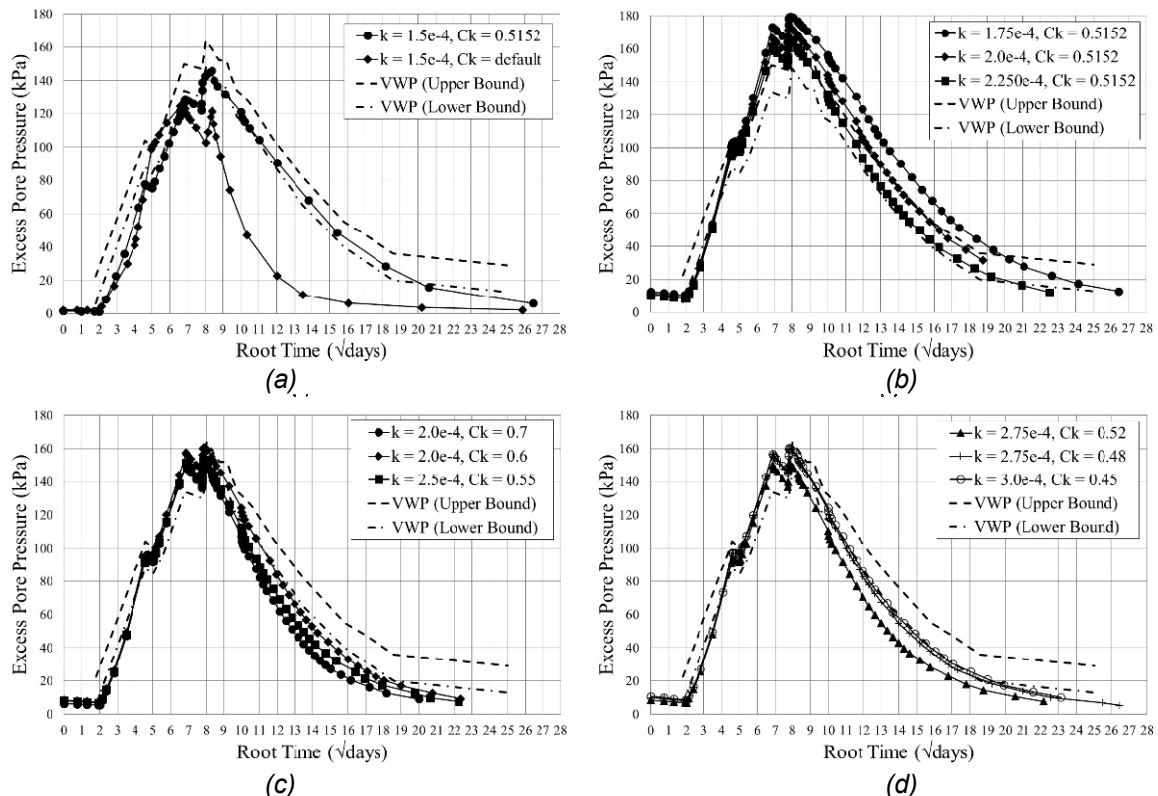 Excess Pore Pressure (kPa)
180
160
140
120
100
80
60
40
20
0
k = 1.5e-4, Ck = 0.5152
k = 1.5e-4, Ck = default
VWP (Upper Bound)
VWP (Lower Bound)
0 1 2 3 4 5 6 7 8 9 10 11 12 13 14 15 16 17 18 19 20 21 22 23 24 25 26 27 28
Root Time (√days)
(a)
Excess Pore Pressure (kPa)
180
160
140
120
100
80
60
40
20
0
k = 1.75e-4, Ck = 0.5152
k = 2.0e-4, Ck = 0.5152
k = 2.250e-4, Ck = 0.5152
VWP (Upper Bound)
VWP (Lower Bound)
0 1 2 3 4 5 6 7 8 9 10 11 12 13 14 15 16 17 18 19 20 21 22 23 24 25 26 27 28
Root Time (√days)
(b)
Excess Pore Pressure (kPa)
180
160
140
120
100
80
60
40
20
0
k = 2.0e-4, Ck = 0.7
k = 2.0e-4, Ck = 0.6
k = 2.5e-4, Ck = 0.55
VWP (Upper Bound)
VWP (Lower Bound)
0 1 2 3 4 5 6 7 8 9 10 11 12 13 14 15 16 17 18 19 20 21 22 23 24 25 26 27 28
Root Time (√days)
(c)
Excess Pore Pressure (kPa)
180
160
140
120
100
80
60
40
20
0
k = 2.75e-4, Ck = 0.52
k = 2.75e-4, Ck = 0.48
k = 3.0e-4, Ck = 0.45
VWP (Upper Bound)
VWP (Lower Bound)
0 1 2 3 4 5 6 7 8 9 10 11 12 13 14 15 16 17 18 19 20 21 22 23 24 25 26 27 28
Root Time (√days)
(d)